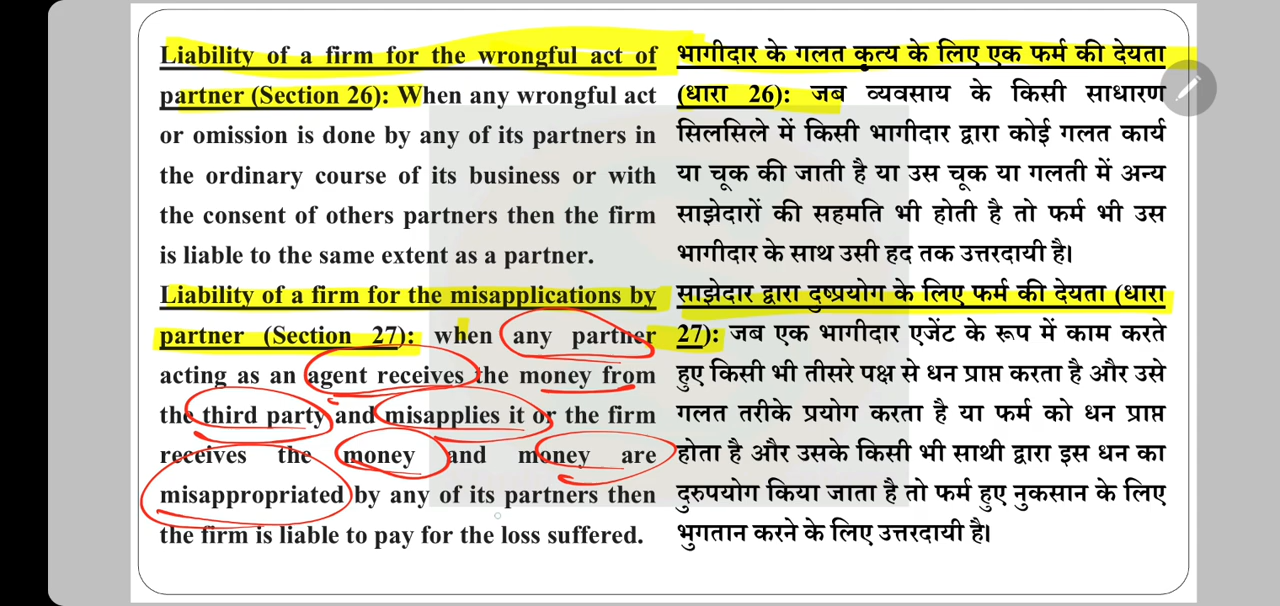 Liability of a firm for the wrongful act of
partner (Section 26): When any wrongful act
or omission is done by any of its partners in
the ordinary course of its business or with
the consent of others partners then the firm
is liable to the same extent as a partner.
Liability of a firm for the misapplications by
partner (Section 27): when any partner
acting as an agent receives the money from
the third party and misapplies it or the firm
receives the money and money are
misappropriated by any of its partners then
the firm is liable to pay for the loss suffered.
भागीदार के गलत कृत्य के लिए एक फर्म की देयता
(धारा 26): जब व्यवसाय के किसी साधारण
सिलसिले में किसी भागीदार द्वारा कोई गलत कार्य
या चूक की जाती है या उस चूक या गलती में अन्य
साझेदारों की सहमति भी होती है तो फर्म भी उस
भागीदार के साथ उसी हद तक उत्तरदायी है।
साझेदार द्वारा दुष्प्रयोग के लिए फर्म की देयता (धारा
27): जब एक भागीदार एजेंट के रूप में काम करते
हुए किसी भी तीसरे पक्ष से धन प्राप्त करता है और उसे
गलत तरीके प्रयोग करता है या फर्म को धन प्राप्त
होता है और उसके किसी भी साथी द्वारा इस धन का
दुरुपयोग किया जाता है तो फर्म हुए नुकसान के लिए
भुगतान करने के लिए उत्तरदायी है।